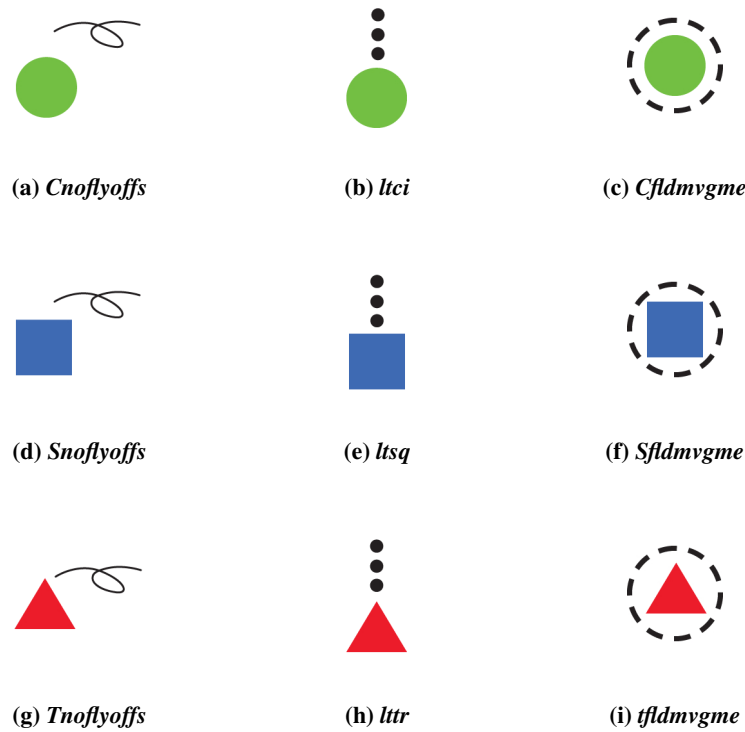 (a) Cnoflyoffs
(b) ltci
(c) Cfldmvgme
(d) Snoflyoffs
(e) ltsq
(f) Sfldmvgme
(g) Tnoflyoffs
(h) lttr
(i) tfldmvgme